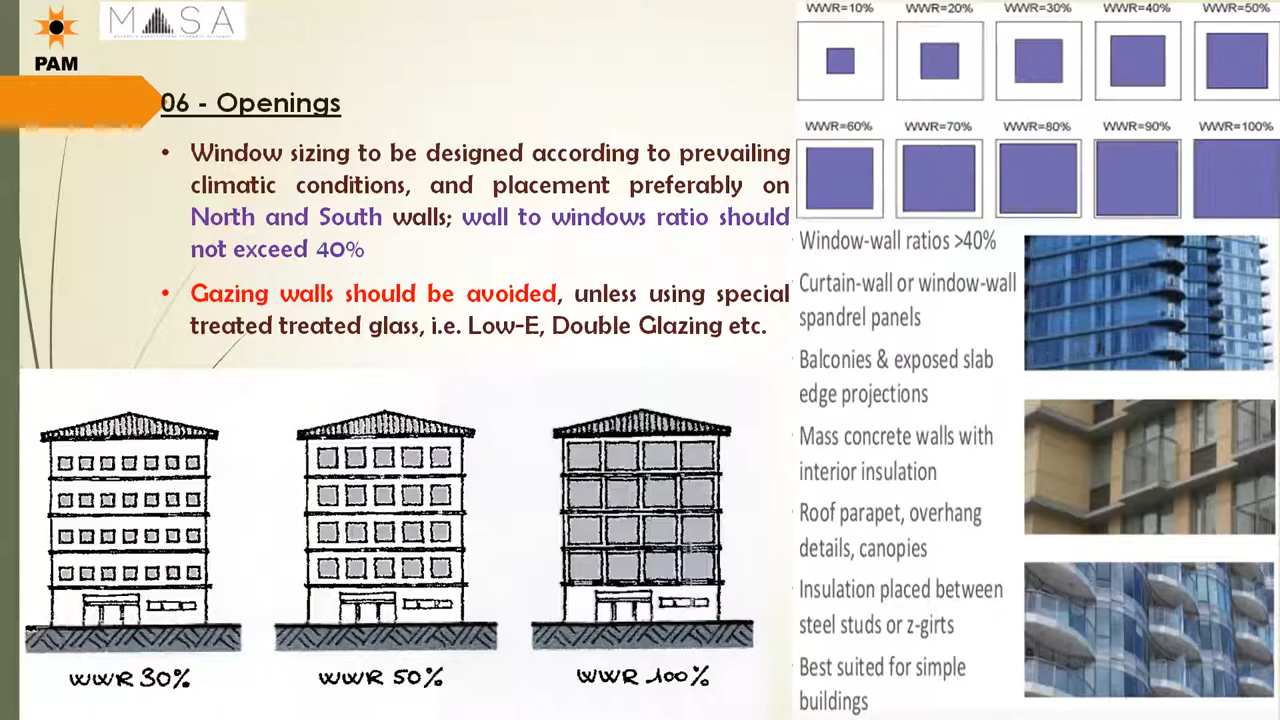 PAM
MASA
06 - Openings
• Window sizing to be designed according to prevailing
climatic conditions, and placement preferably on
North and South walls; wall to windows ratio should
not exceed 40%
• Gazing walls should be avoided, unless using special
treated treated glass, i.e. Low-E, Double Glazing etc.
WWR 30%
WWR 50%
WWR 100%
WWR=10%
WWR=20%
WWR=30%
WWR=40%
WWR=50%
WWR=60%
WWR=70%
WWR=80%
WWR=90%
WWR=100%
Window-wall ratios >40%
Curtain-wall or window-wall
spandrel panels
Balconies & exposed slab
edge projections
Mass concrete walls with
interior insulation
Roof parapet, overhang
details, canopies
Insulation placed between
steel studs or z-girts
Best suited for simple
buildings